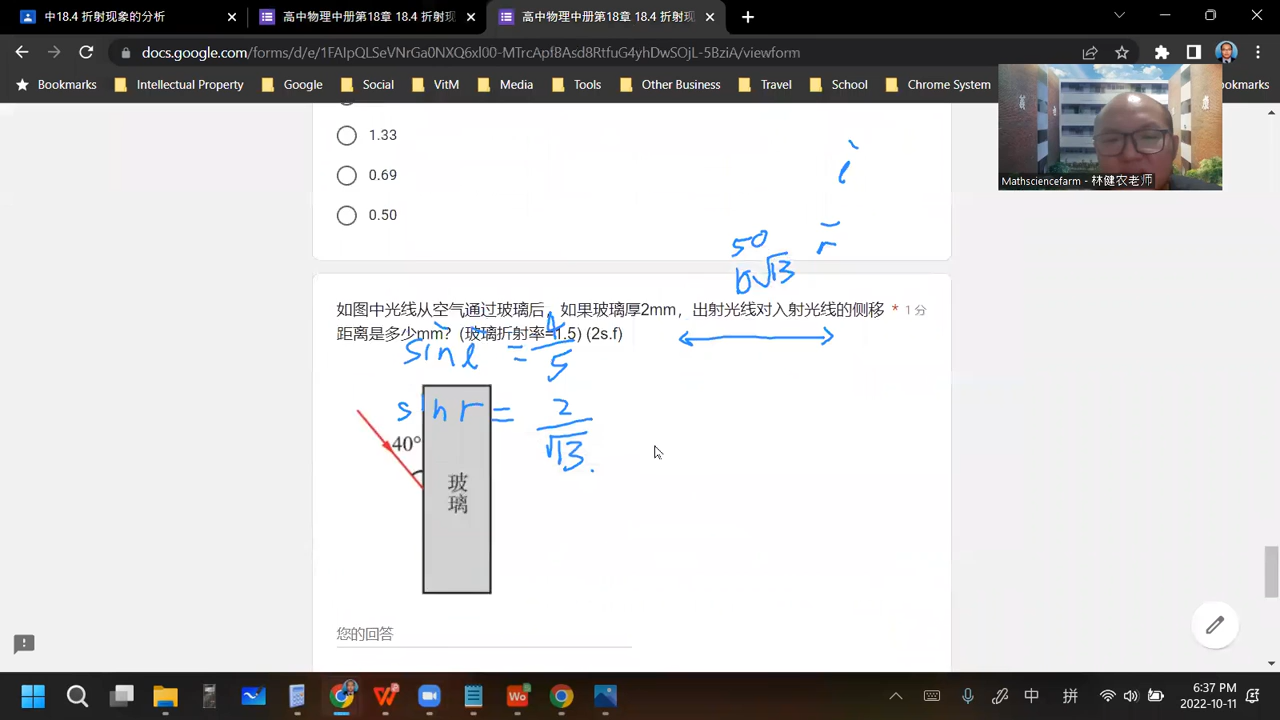 中18.4 折射现象的分析
高中物理中册第18章 18.4 折射
高中物理中册第18章 18.4 折射现
docs.google.com/forms/d/e/1FAIpQLSeVNrGa0NXQ6xl00-MTrcApfBAsd8RtfuG4yhDwSOjL-5BziA/viewform
Bookmarks Intellectual Property Google Social VitM Media Tools Other Business Travel School Chrome System
ookmarks
Mathsciencefarm - 林健农老师
1.33
0.69
0.50
i
r
50
√13
如图中光线从空气通过玻璃后，如果玻璃厚2mm，出射光线对入射光线的侧移 * 1 分
距离是多少mm？(玻璃折射率=1.5) (2s.f)
sin i = 4/5
sin r = 2/√13.
40°
玻
璃
您的回答
中 拼
6:37 PM
2022-10-11